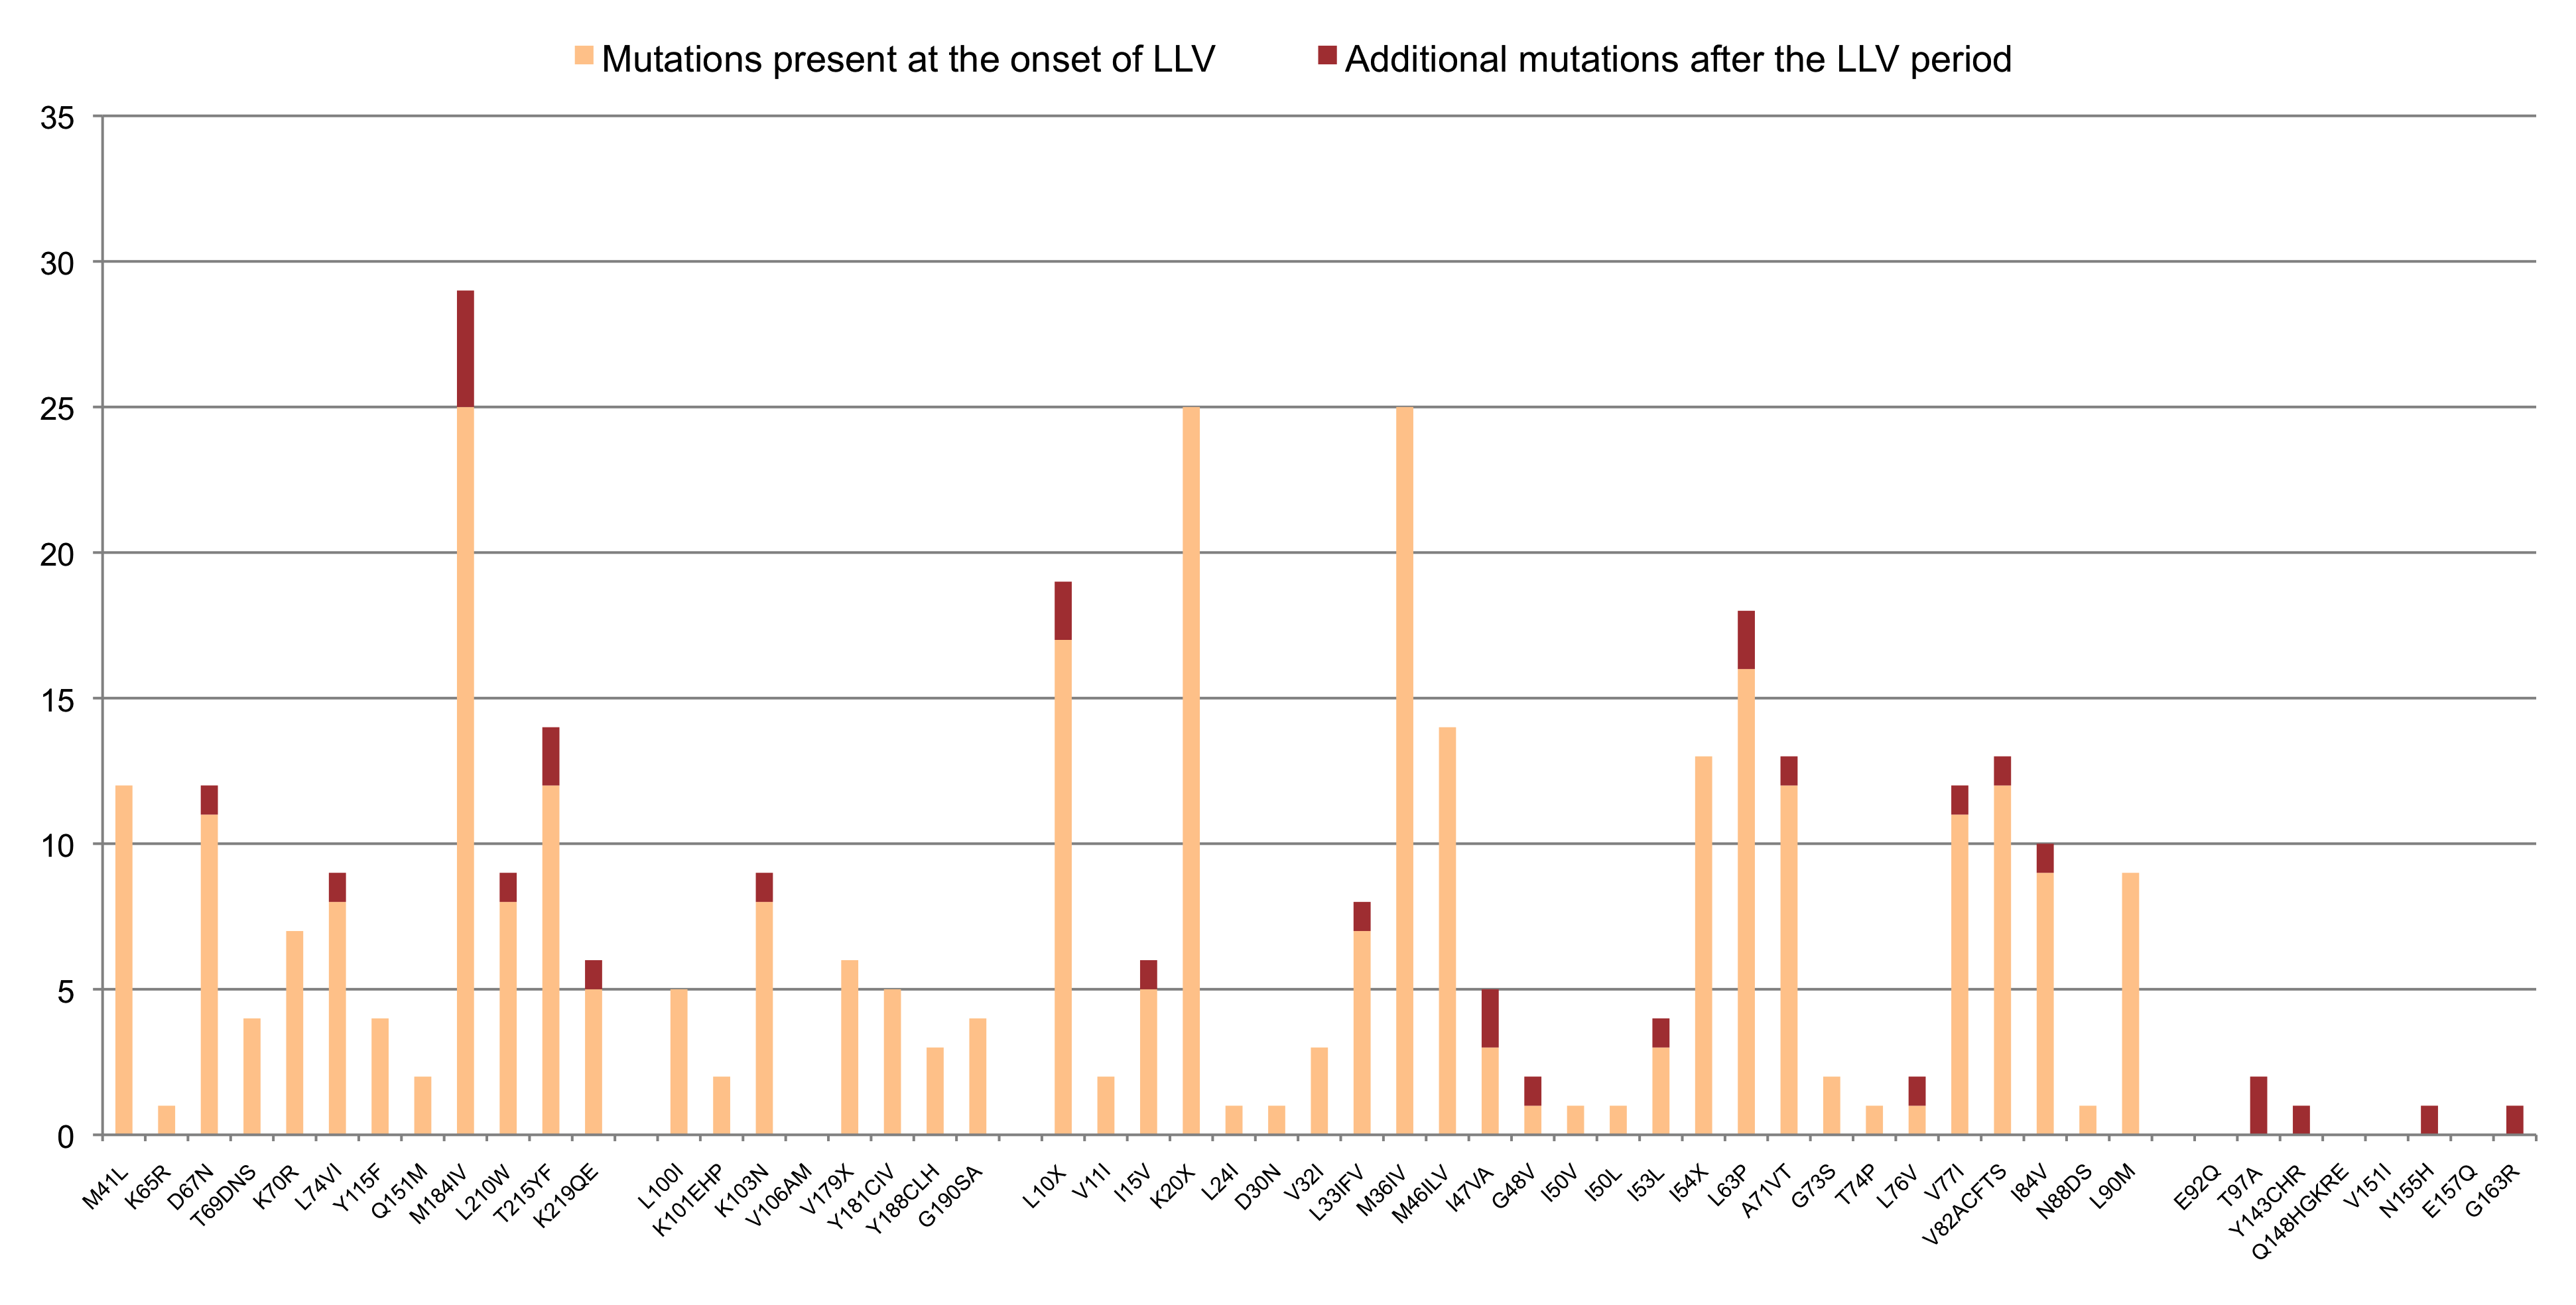 Mutations present at the onset of LLV
Additional mutations after the LLV period
35
30
25
20
15
10
5
0
M41L
K65R
D67N
T69DNS
K70R
L74VI
Y115F
Q151M
M184IV
L210W
T215YF
K219QE
L100I
K101EHP
K103N
V106AM
V179X
Y181CIV
Y188CLH
G190SA
L10X
V11I
I15V
K20X
L24I
D30N
V32I
L33IFV
M36IV
M46ILV
I47VA
G48V
I50V
I50L
I53L
I54X
L63P
A71VT
G73S
T74P
L76V
V77I
V82ACFTS
I84V
N88DS
L90M
E92Q
T97A
Y143CHR
Q148HGKRE
V151I
N155H
E157Q
G163R